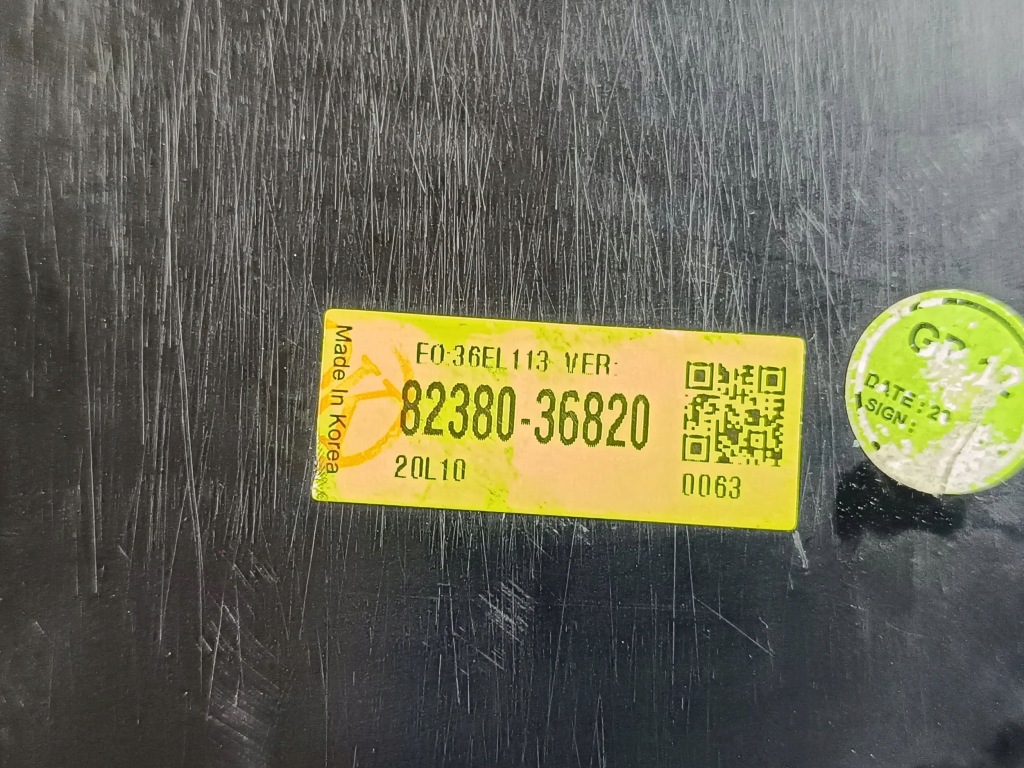 Made In Korea
EO:36EL113 VER:
82380-36820
20L10
0063
DATE:
SIGN: